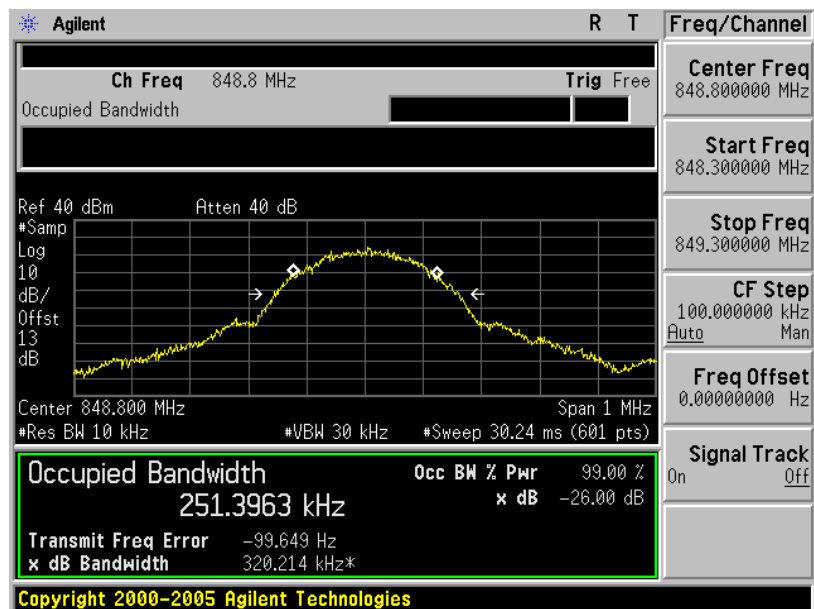 Agilent R T Freq/Channel
Ch Freq 848.8 MHz Trig Free
Occupied Bandwidth
Center Freq
848.800000 MHz
Start Freq
848.300000 MHz
Stop Freq
849.300000 MHz
CF Step
100.000000 kHz
Auto Man
Freq Offset
0.00000000 Hz
Signal Track
On Off
Ref 40 dBm Atten 40 dB
#Samp
Log
10
dB/
Offst
13
dB
Center 848.800 MHz Span 1 MHz
#Res BW 10 kHz #VBW 30 kHz #Sweep 30.24 ms (601 pts)
Occupied Bandwidth Occ BW % Pwr 99.00 %
251.3963 kHz x dB -26.00 dB
Transmit Freq Error -99.649 Hz
x dB Bandwidth 320.214 kHz*
Copyright 2000-2005 Agilent Technologies